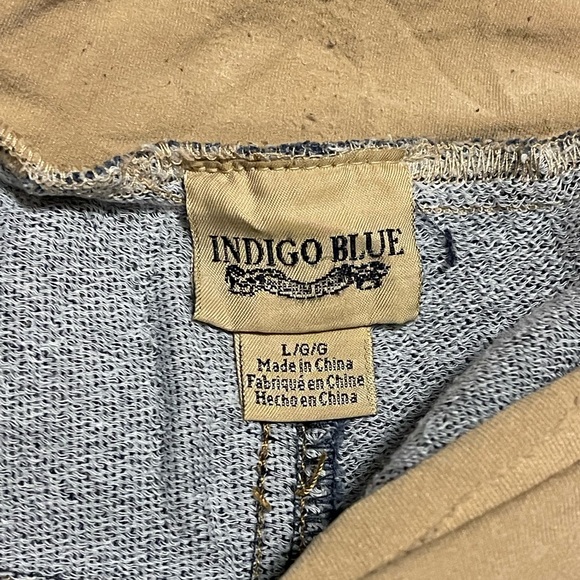 INDIGO BLUE
L/G/G
Made in China
Fabriqué en Chine
Hecho en China